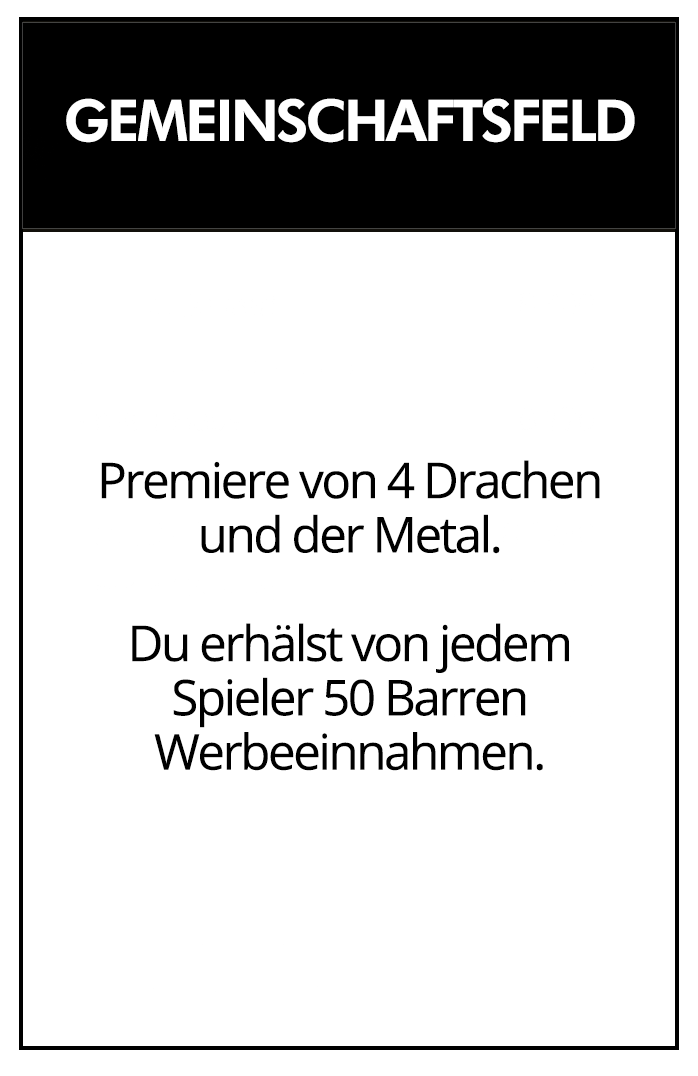 GEMEINSCHAFTSFELD
Premiere von 4 Drachen
und der Metal.
Du erhälst von jedem
Spieler 50 Barren
Werbeeinnahmen.